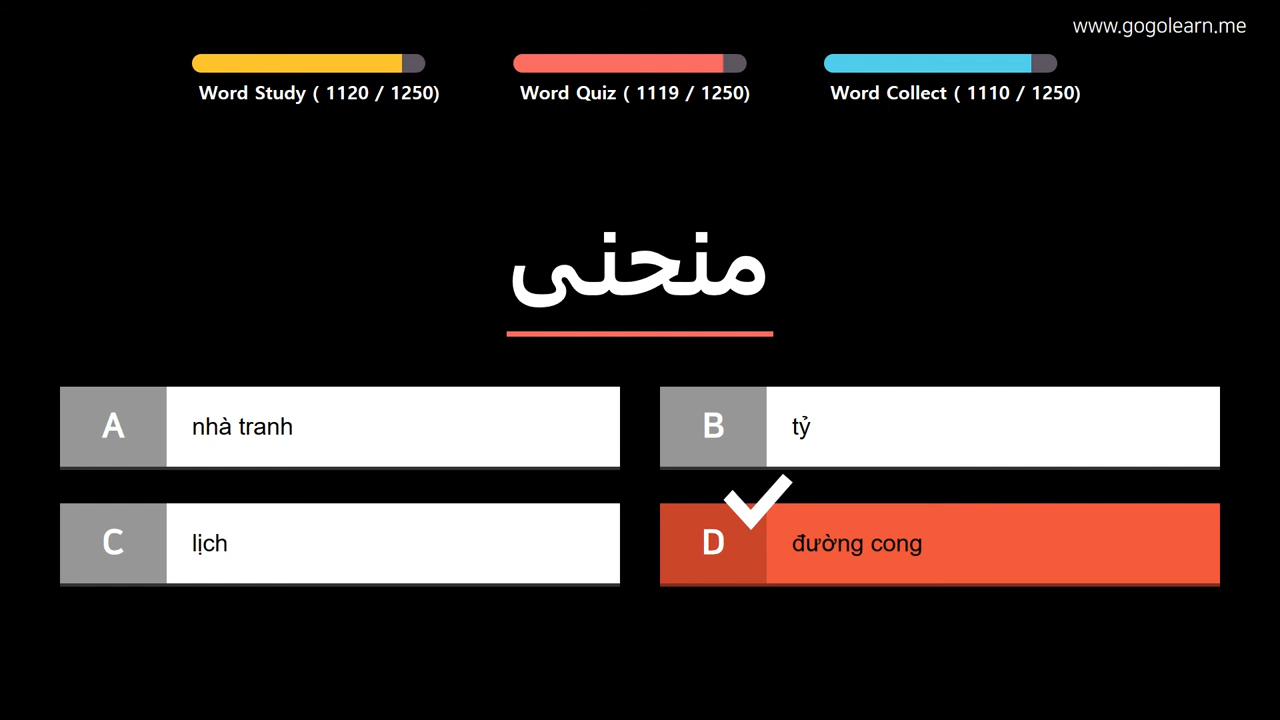 www.gogolearn.me
Word Study ( 1120 / 1250)
Word Quiz ( 1119 / 1250)
Word Collect ( 1110 / 1250)
منحنی
A nhà tranh
B tỷ
C lịch
D đường cong